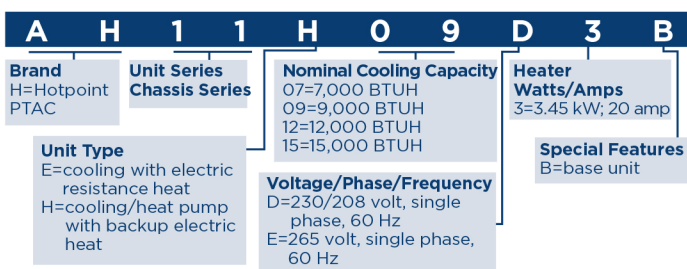 A H 1 1 H 0 9 D 3 B
Brand
H=Hotpoint
PTAC
Unit Series
Chassis Series
Nominal Cooling Capacity
07=7,000 BTUH
09=9,000 BTUH
12=12,000 BTUH
15=15,000 BTUH
Heater
Watts/Amps
3=3.45 kW; 20 amp
Unit Type
E=cooling with electric
resistance heat
H=cooling/heat pump
with backup electric
heat
Voltage/Phase/Frequency
D=230/208 volt, single
phase, 60 Hz
E=265 volt, single phase,
60 Hz
Special Features
B=base unit